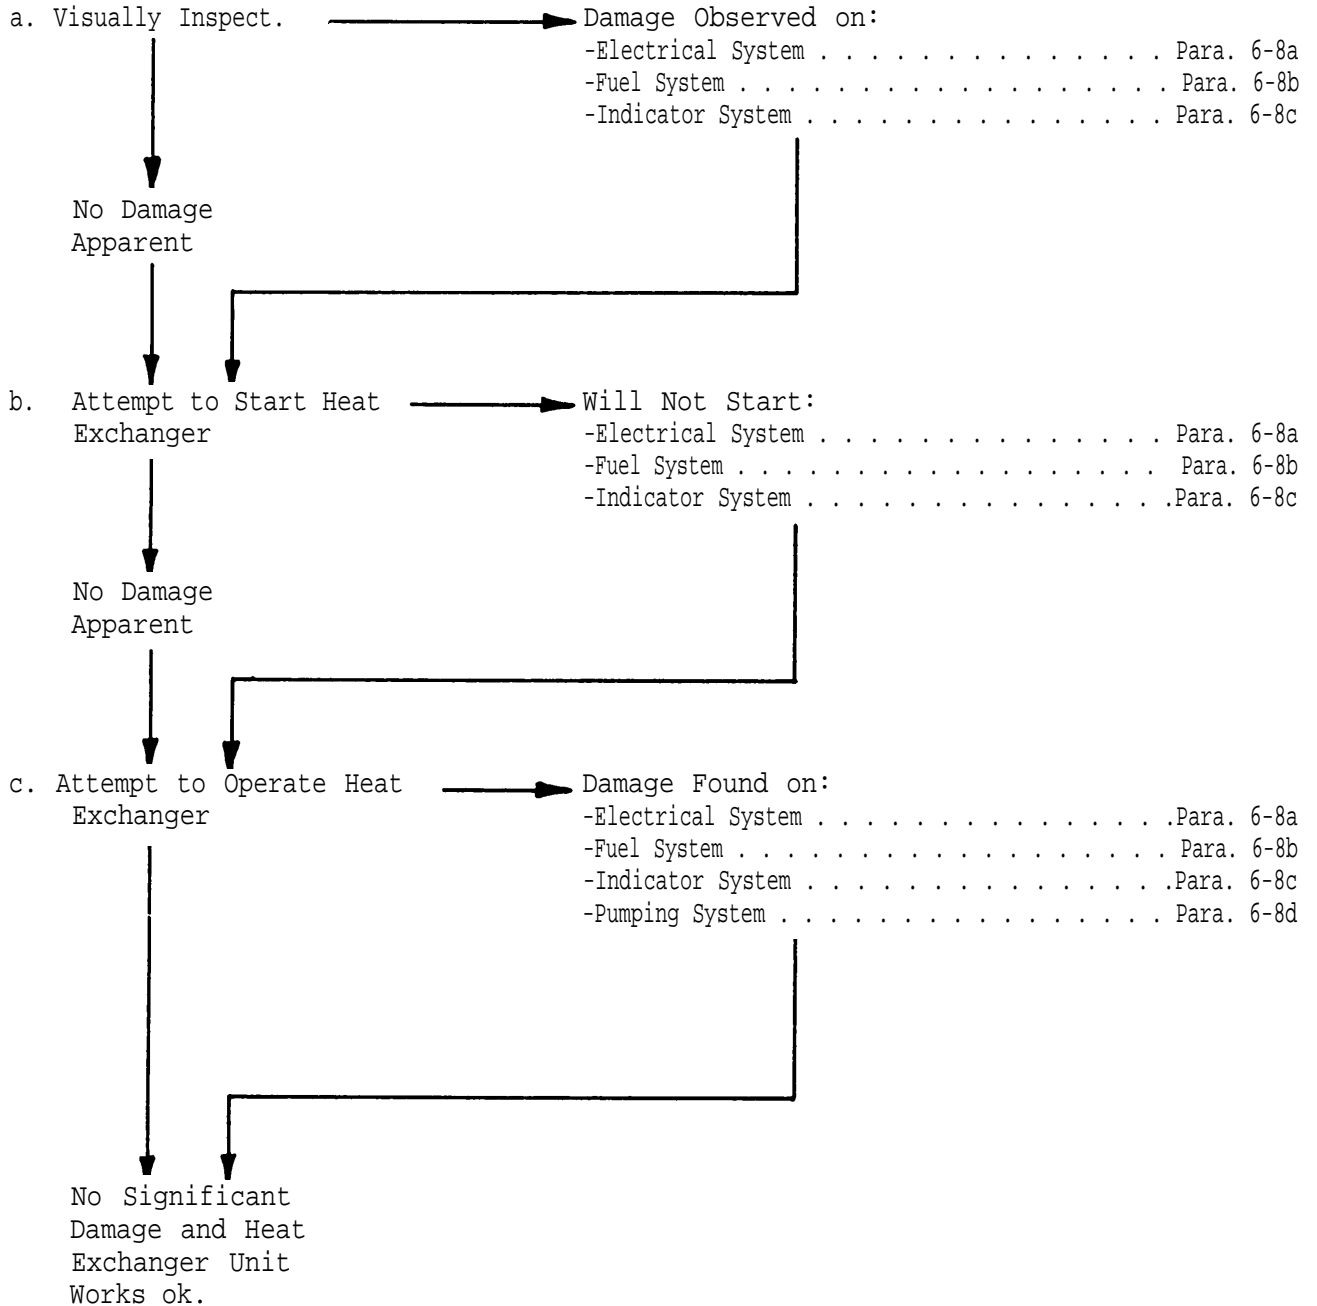 a. Visually Inspect.
Damage Observed on:
-Electrical System . . . . . . . . . . . . . . Para. 6-8a
-Fuel System . . . . . . . . . . . . . . . . . . Para. 6-8b
-Indicator System . . . . . . . . . . . . . . . Para. 6-8c
No Damage
Apparent
b. Attempt to Start Heat
Exchanger
Will Not Start:
-Electrical System . . . . . . . . . . . . . . Para. 6-8a
-Fuel System . . . . . . . . . . . . . . . . . . Para. 6-8b
-Indicator System . . . . . . . . . . . . . . .Para. 6-8c
No Damage
Apparent
c. Attempt to Operate Heat
Exchanger
Damage Found on:
-Electrical System . . . . . . . . . . . . . . .Para. 6-8a
-Fuel System . . . . . . . . . . . . . . . . . . Para. 6-8b
-Indicator System . . . . . . . . . . . . . . .Para. 6-8c
-Pumping System . . . . . . . . . . . . . . . . Para. 6-8d
No Significant
Damage and Heat
Exchanger Unit
Works ok.